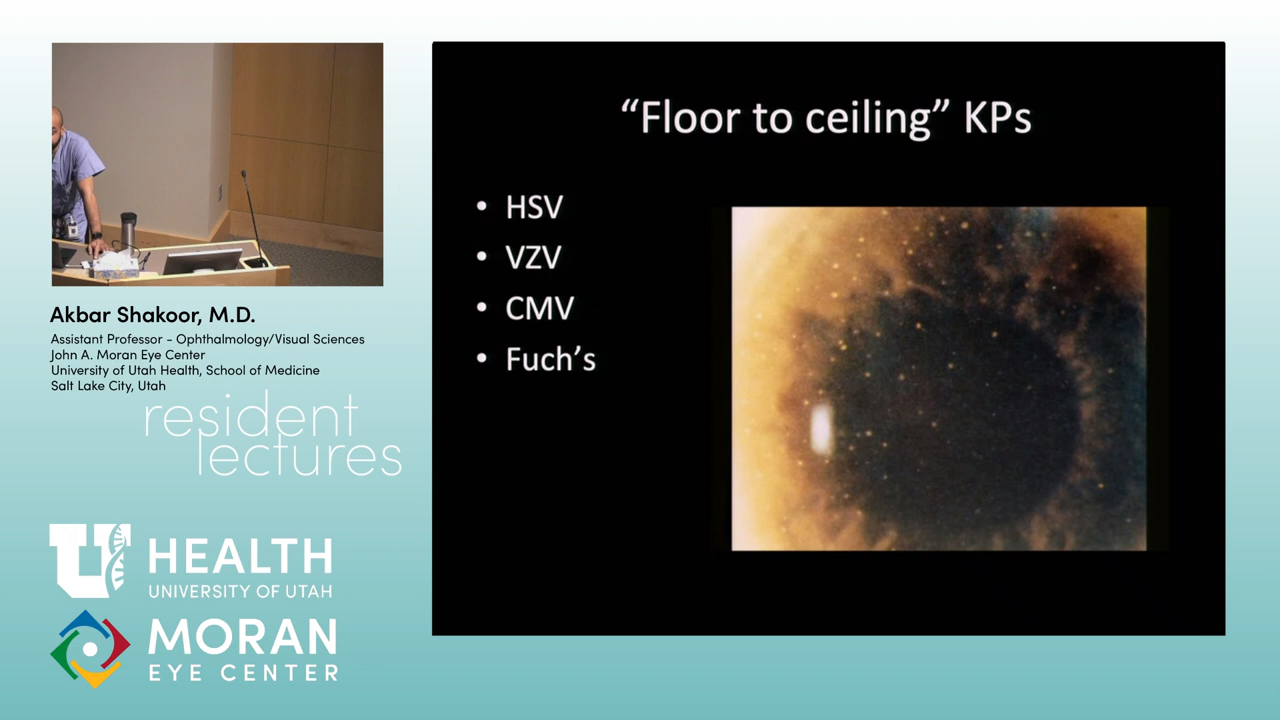 Akbar Shakoor, M.D.
Assistant Professor - Ophthalmology/Visual Sciences
John A. Moran Eye Center
University of Utah Health, School of Medicine
Salt Lake City, Utah
resident
lectures
U HEALTH
UNIVERSITY OF UTAH
MORAN
EYE CENTER
“Floor to ceiling” KPs
• HSV
• VZV
• CMV
• Fuch’s